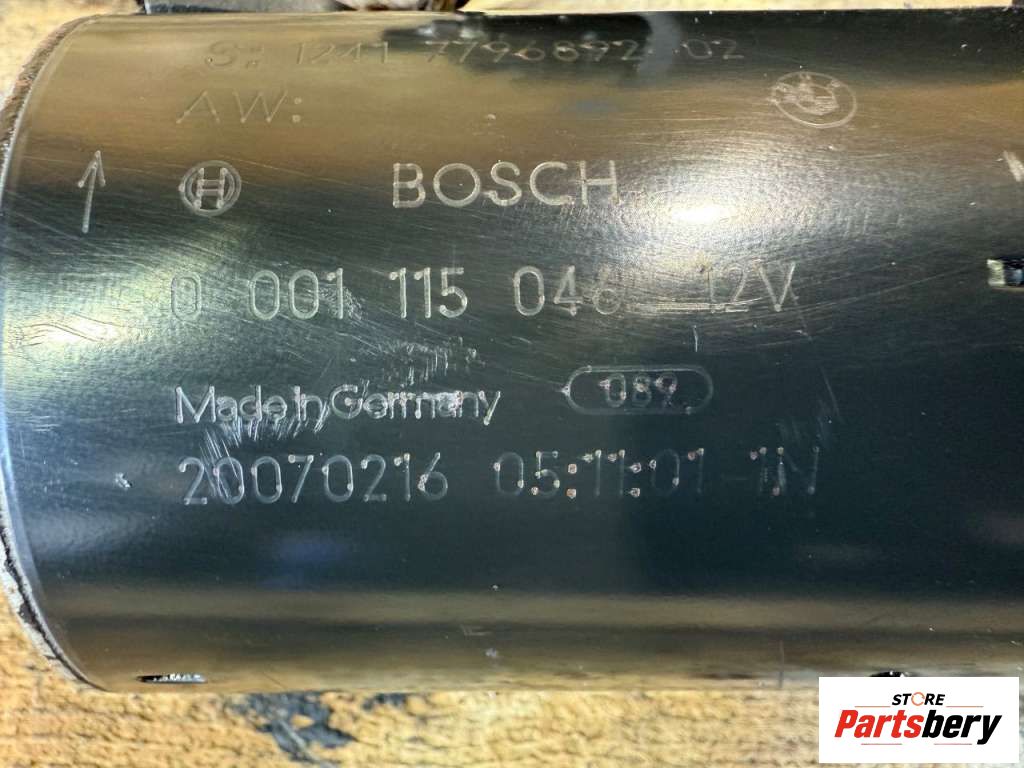 S: 1241 7796892 02
AW:
BOSCH
0 001 115 046 12V
Made in Germany
089
20070216 05:11:01 1N
STORE
Partsbery